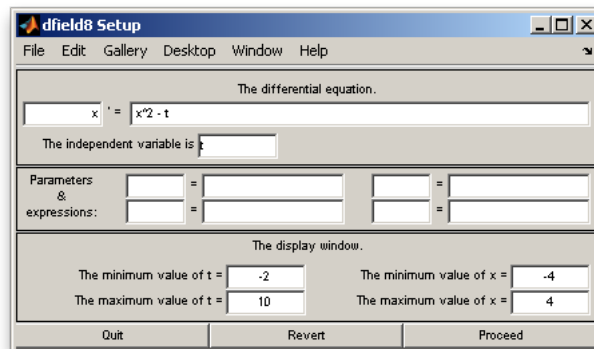 dfield8 Setup
File Edit Gallery Desktop Window Help
The differential equation.
x ' = x^2 - t
The independent variable is t
Parameters
&
expressions:
= =
= =
The display window.
The minimum value of t = -2 The minimum value of x = -4
The maximum value of t = 10 The maximum value of x = 4
Quit Revert Proceed